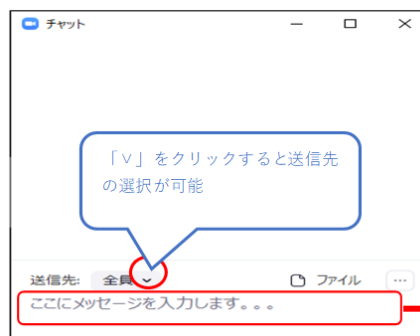 チャット
「∨」をクリックすると送信先
の選択が可能
送信先: 全員 ファイル
ここにメッセージを入力します。。。